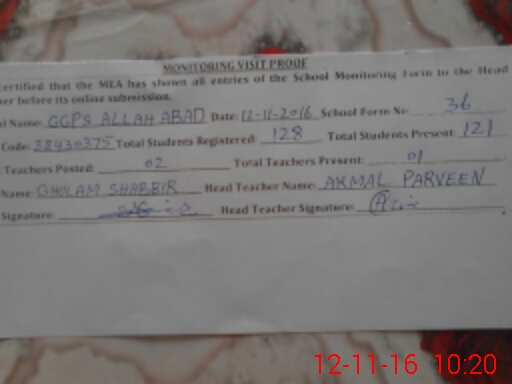 MONITORING VISIT PROOF
certified that the MEA has shown all entries of the School Monitoring Form to the Head
her before its online submission.
ol Name: GGPS ALLAH ABAD Date: 12-11-2016 School Form No 36
Code: 38430375 Total Students Registered: 128 Total Students Present: 121
Teachers Posted: 02 Total Teachers Present: 01
Name: GHULAM SHABBIR Head Teacher Name: AKMAL PARVEEN
Signature: Head Teacher Signature:
12-11-16 10:20